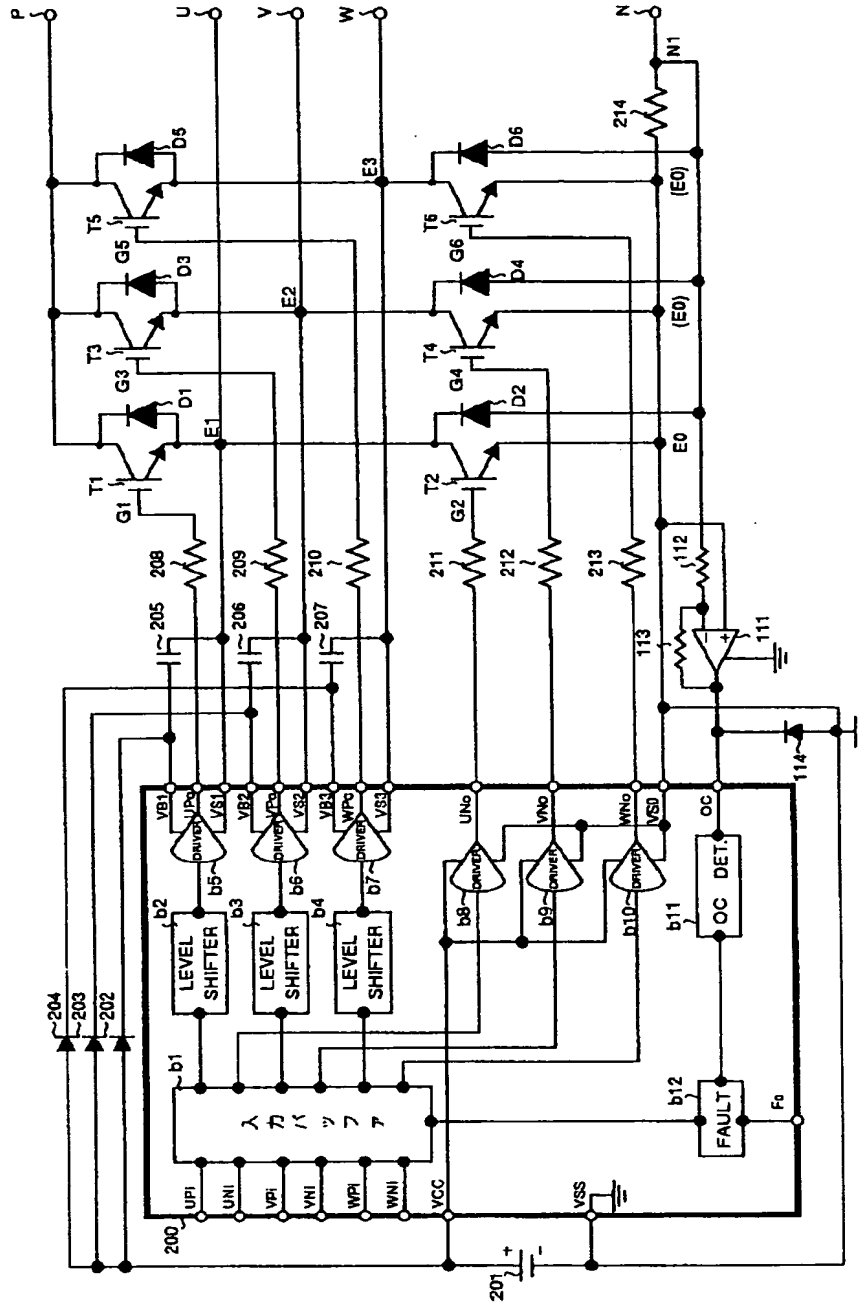 P
U
V
W
N
N1
214
D5
D3
D1
T5
T3
T1
G5
G3
G1
E3
E2
E1
D6
D4
D2
T6
T4
T2
G6
G4
G2
(E0)
(E0)
E0
208
209
210
211
212
213
205
206
207
112
113
111
114
204
203
202
VB1
UPo
VS1
VB2
VPo
VS2
VB3
WPo
VS3
UNo
VNo
WNo
VS0
OC
DRIVER
b5
DRIVER
b6
DRIVER
b7
DRIVER
b8
DRIVER
b9
DRIVER
b10
b2
LEVEL
SHIFTER
b3
LEVEL
SHIFTER
b4
LEVEL
SHIFTER
b11
OC DET.
b1
入力バッファ
b12
FAULT
Fo
200
UPi
UNi
VPi
VNi
WPi
WNi
VCC
VSS
201
+
-
-
+